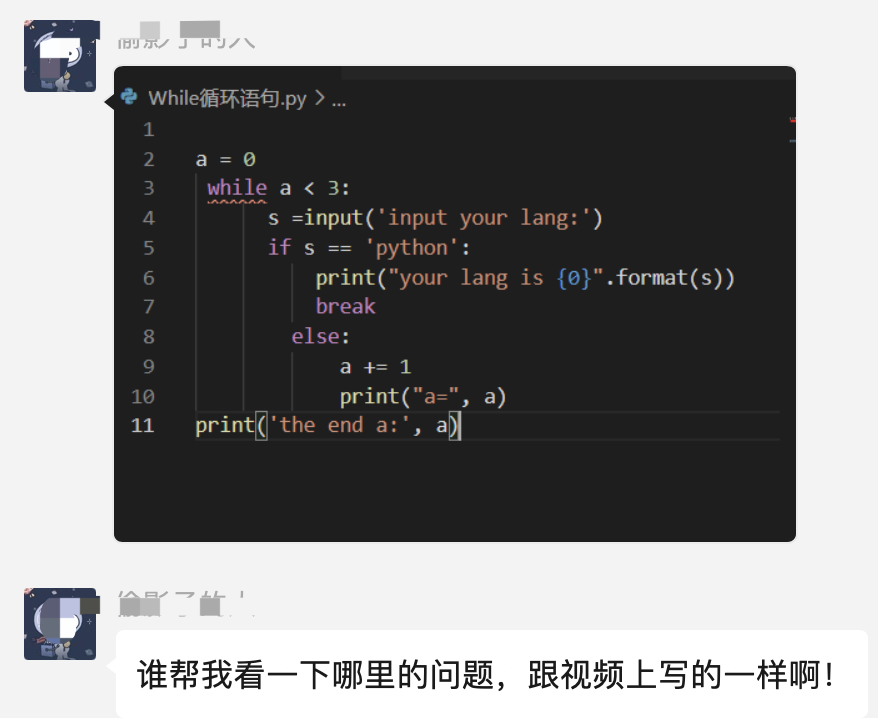 While循环语句.py > ...
1
2 a = 0
3 while a < 3:
4 s =input('input your lang:')
5 if s == 'python':
6 print("your lang is {0}".format(s))
7 break
8 else:
9 a += 1
10 print("a=", a)
11 print('the end a:', a)
谁帮我看一下哪里的问题，跟视频上写的一样啊！